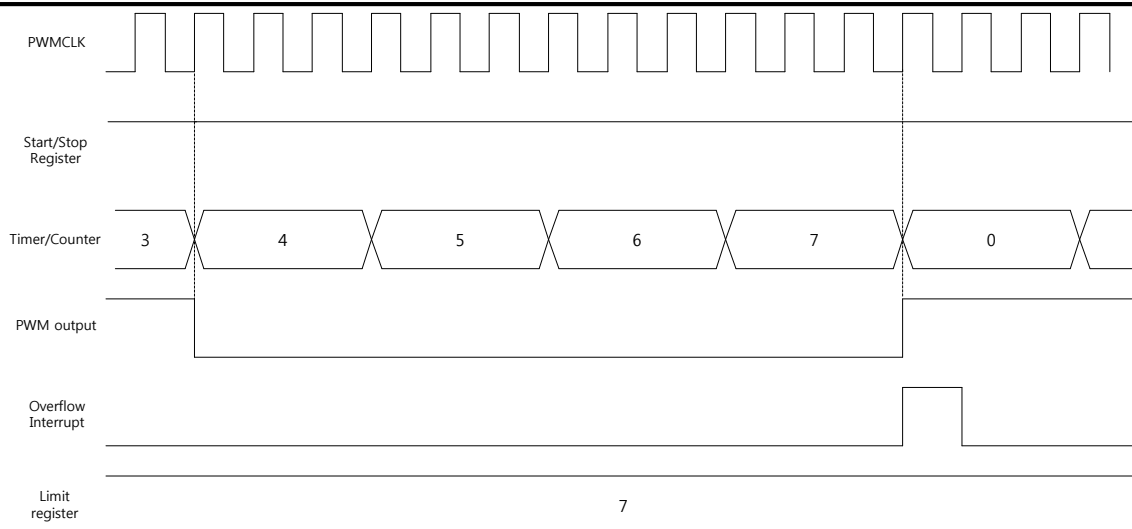 PWMCLK
Start/Stop
Register
Timer/Counter 3 4 5 6 7 0
PWM output
Overflow
Interrupt
Limit
register
7